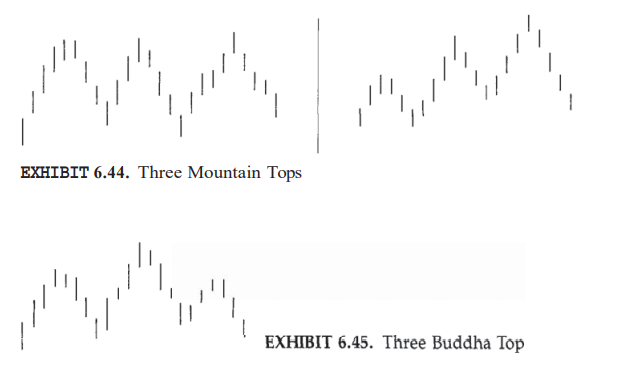 EXHIBIT 6.44. Three Mountain Tops
EXHIBIT 6.45. Three Buddha Top